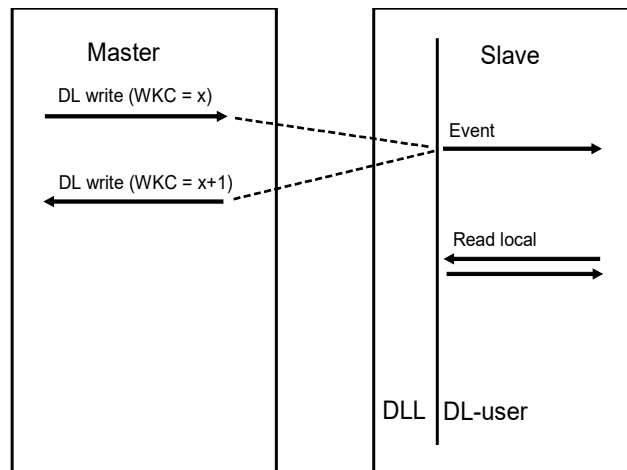 Master
Slave
DL write (WKC = x)
Event
DL write (WKC = x+1)
Read local
DLL
DL-user